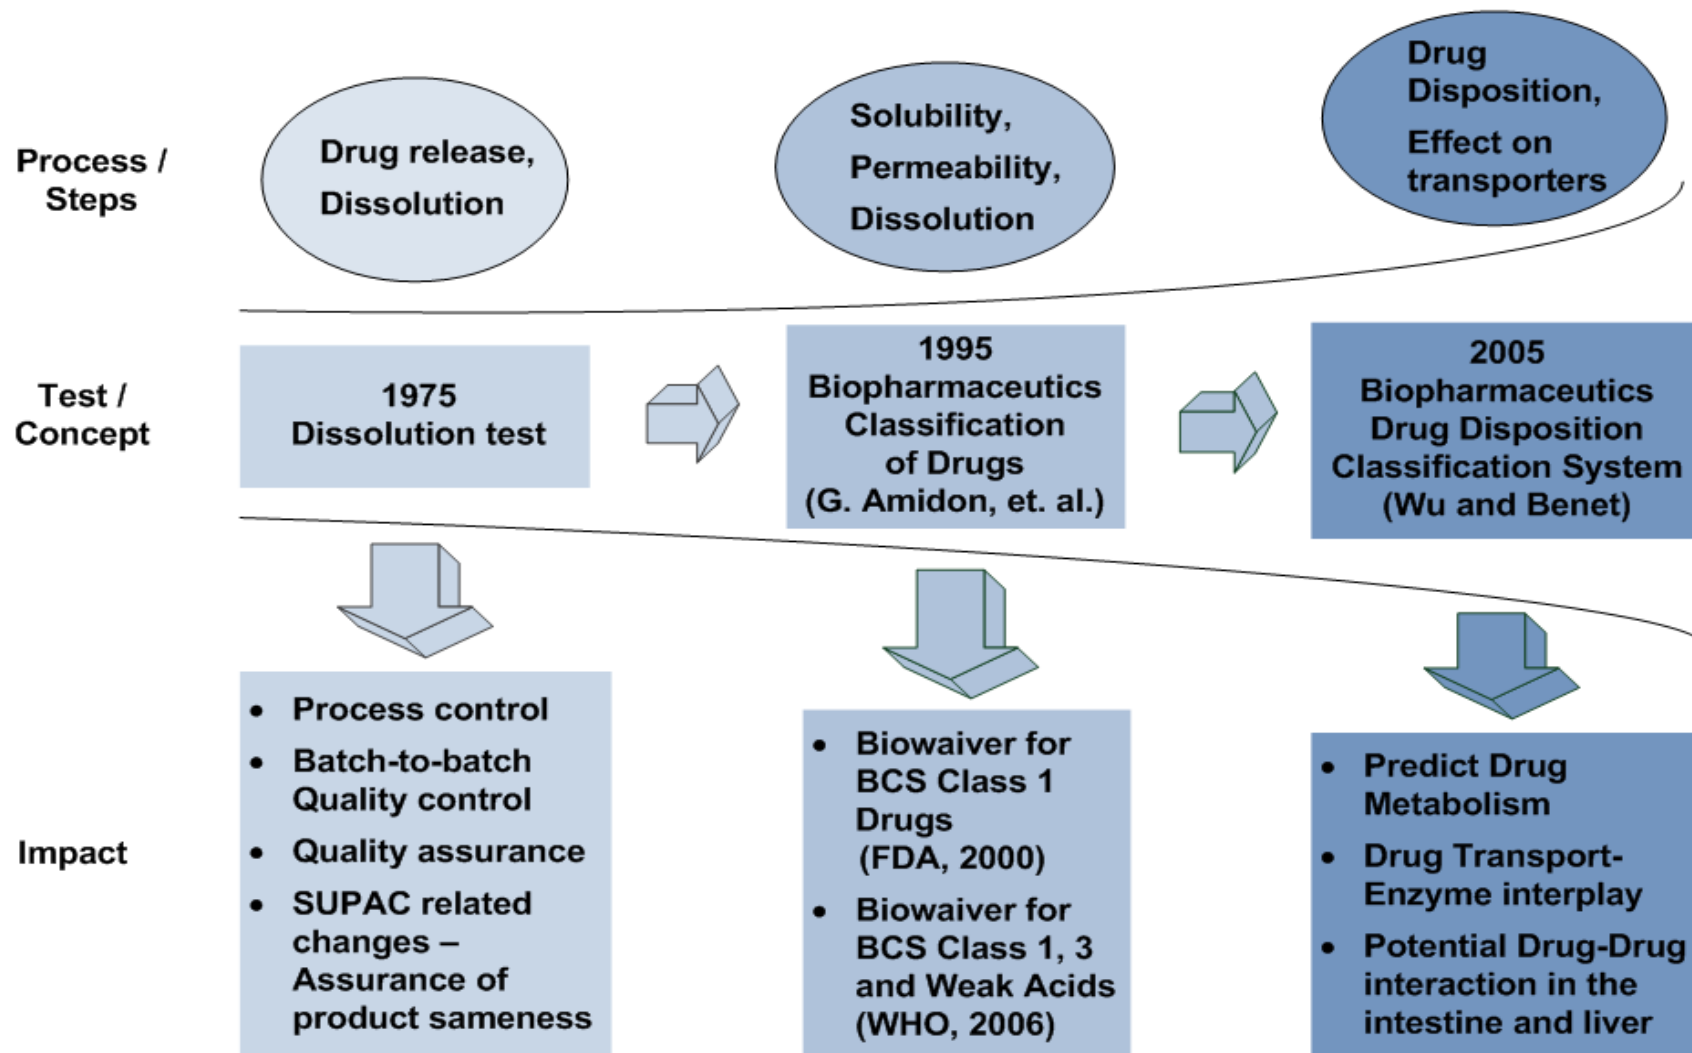 Process /
Steps
Drug release,
Dissolution
Solubility,
Permeability,
Dissolution
Drug
Disposition,
Effect on
transporters
Test /
Concept
1975
Dissolution test
1995
Biopharmaceutics
Classification
of Drugs
(G. Amidon, et. al.)
2005
Biopharmaceutics
Drug Disposition
Classification System
(Wu and Benet)
Impact
• Process control
• Batch-to-batch
Quality control
• Quality assurance
• SUPAC related
changes –
Assurance of
product sameness
• Biowaiver for
BCS Class 1
Drugs
(FDA, 2000)
• Biowaiver for
BCS Class 1, 3
and Weak Acids
(WHO, 2006)
• Predict Drug
Metabolism
• Drug Transport-
Enzyme interplay
• Potential Drug-Drug
interaction in the
intestine and liver